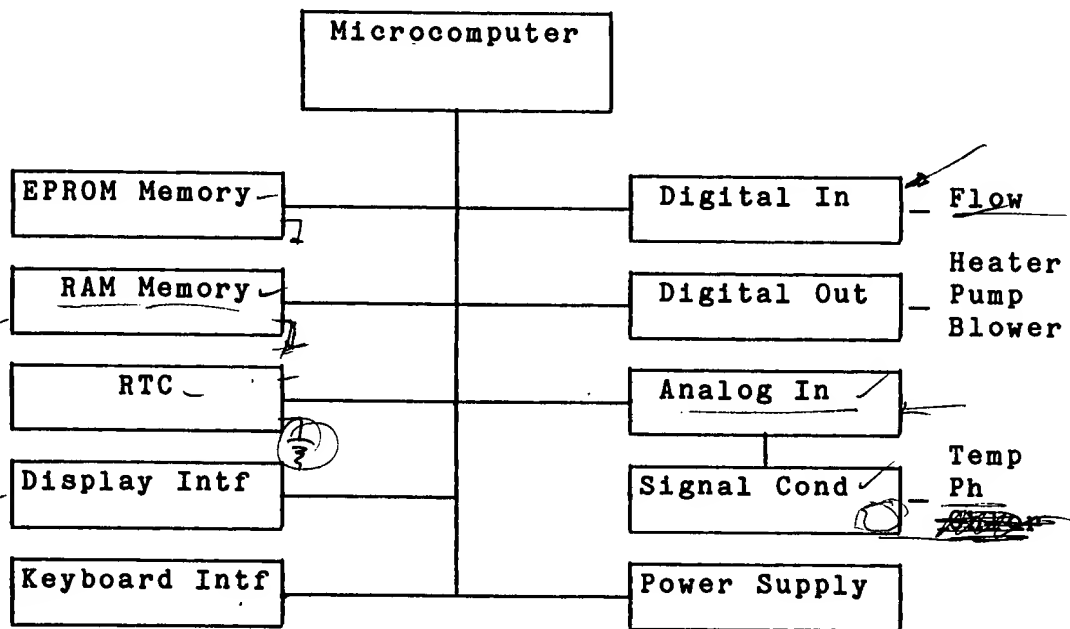 Microcomputer
EPROM Memory
Digital In
Flow
RAM Memory
Digital Out
Heater
Pump
Blower
RTC
Analog In
Display Intf
Signal Cond
Temp
Ph
Keyboard Intf
Power Supply